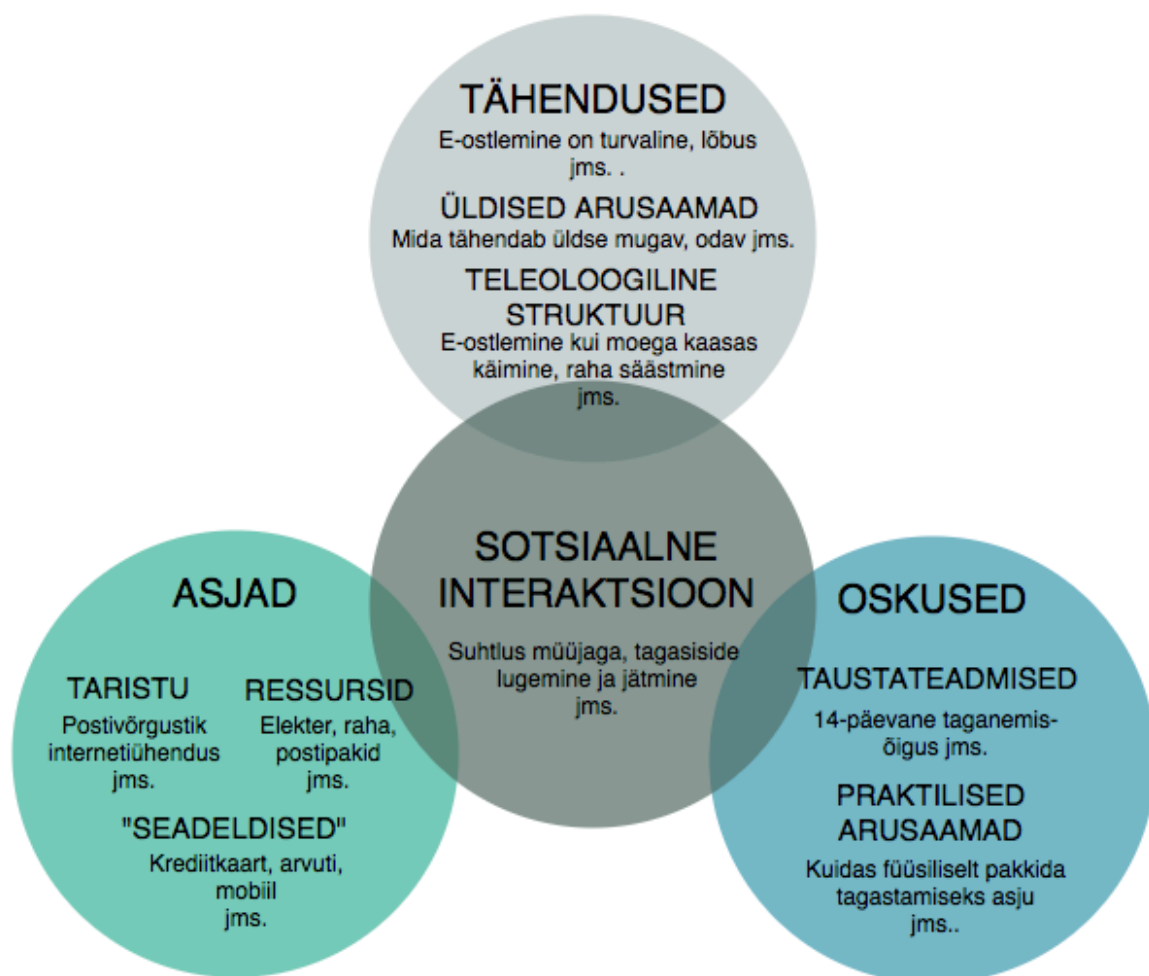 TÄHENDUSED
E-ostlemine on turvaline, lõbus
jms. .
ÜLDISED ARUSAAMAD
Mida tähendab üldse mugav, odav jms.
TELEOLOOGILINE
STRUKTUUR
E-ostlemine kui moega kaasas
käimine, raha säästmine
jms.
SOTSIAALNE
INTERAKTSIOON
Suhtlus müüjaga, tagasiside
lugemine ja jätmine
jms.
ASJAD
TARISTU
Postivõrgustik
internetiühendus
jms.
RESSURSID
Elekter, raha,
postipakid
jms.
"SEADELDISED"
Krediitkaart, arvuti,
mobiil
jms.
OSKUSED
TAUSTATEADMISED
14-päevane taganemis-
õigus jms.
PRAKTILISED
ARUSAAMAD
Kuidas füüsiliselt pakkida
tagastamiseks asju
jms..